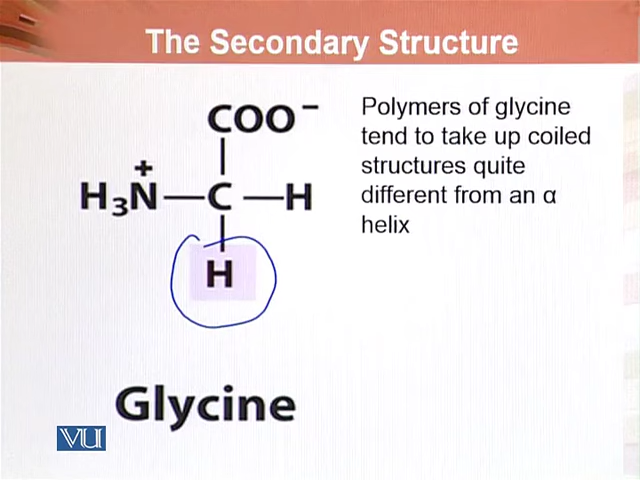 The Secondary Structure
COO⁻
Polymers of glycine
tend to take up coiled
structures quite
different from an α
helix
+
H₃N—C—H
H
Glycine
VU